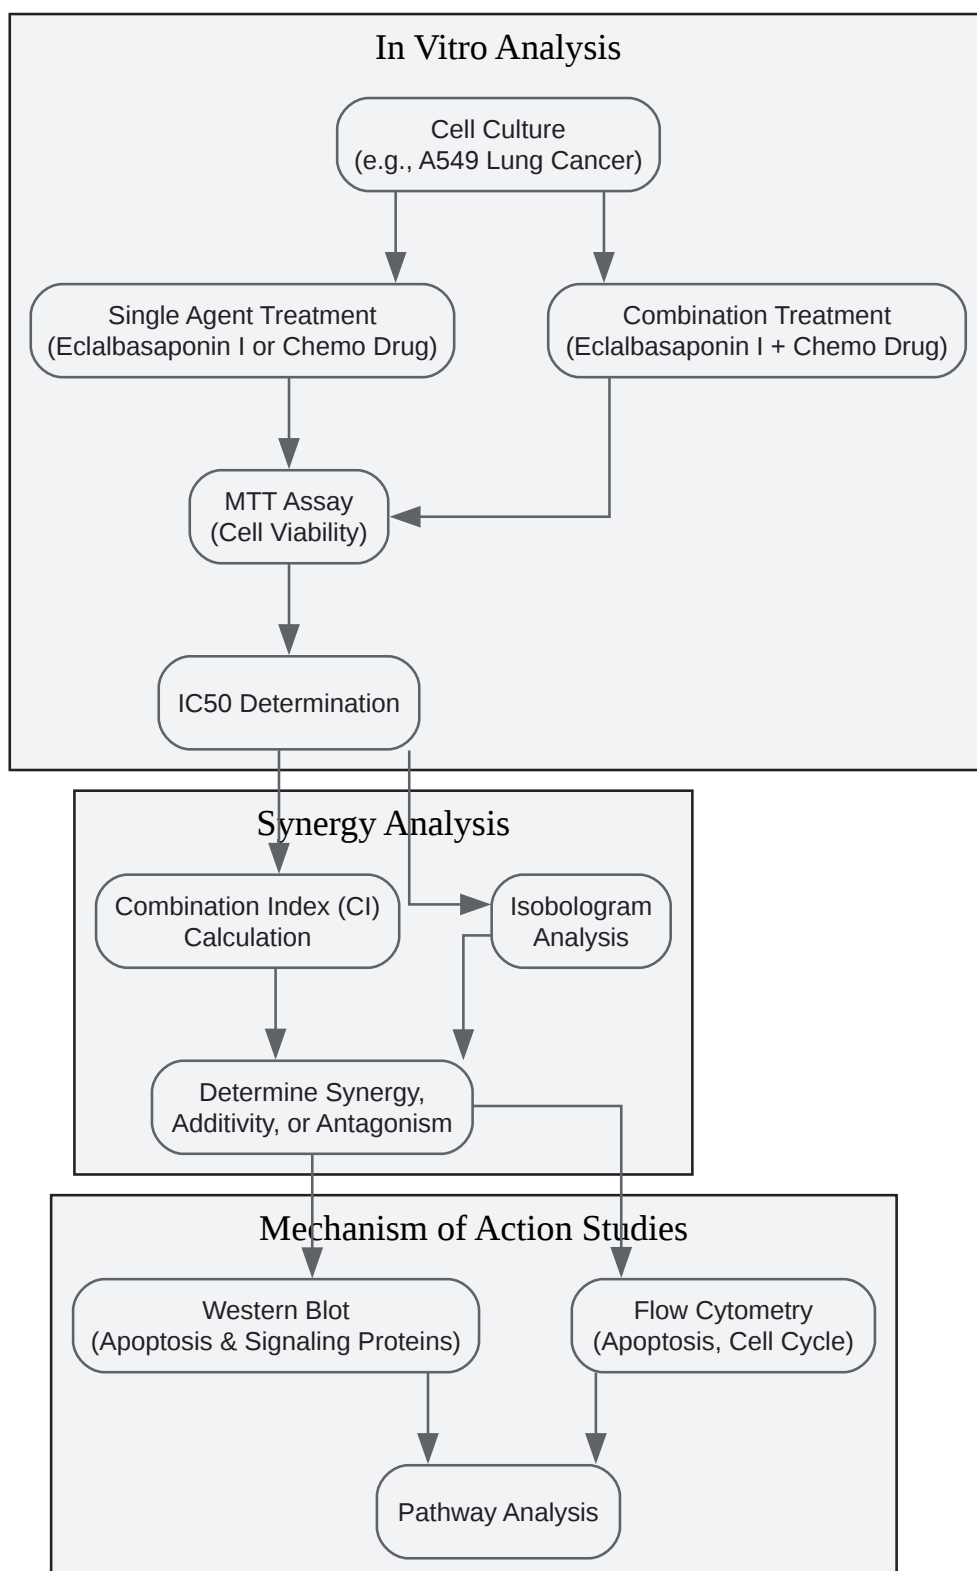 In Vitro Analysis
Cell Culture
(e.g., A549 Lung Cancer)
Single Agent Treatment
(Eclalbasaponin I or Chemo Drug)
Combination Treatment
(Eclalbasaponin I + Chemo Drug)
MTT Assay
(Cell Viability)
IC50 Determination
Synergy Analysis
Combination Index (CI)
Calculation
Isobologram
Analysis
Determine Synergy,
Additivity, or Antagonism
Mechanism of Action Studies
Western Blot
(Apoptosis & Signaling Proteins)
Flow Cytometry
(Apoptosis, Cell Cycle)
Pathway Analysis